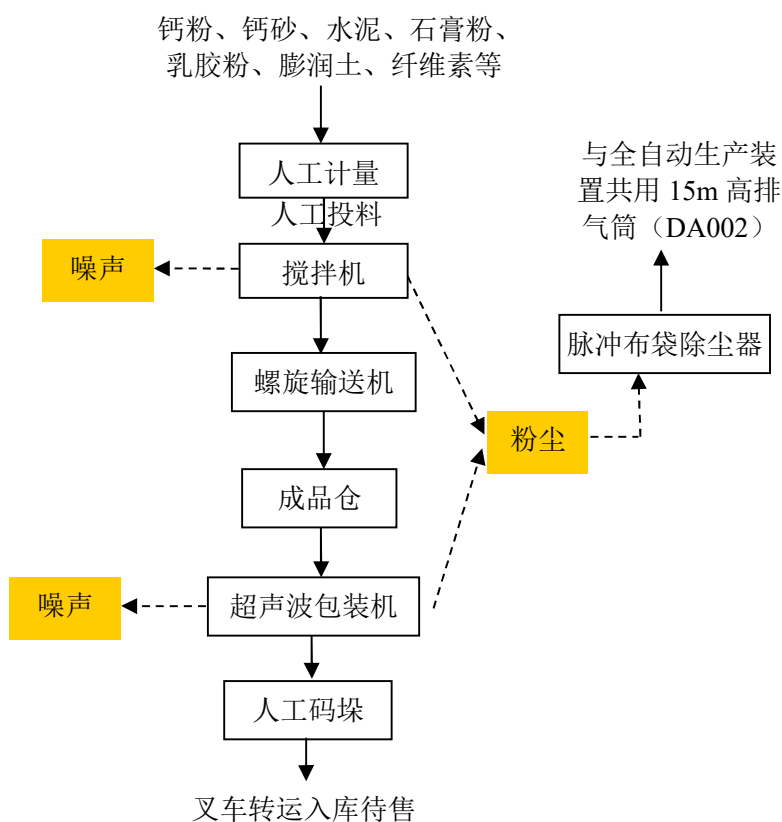 钙粉、钙砂、水泥、石膏粉、
乳胶粉、膨润土、纤维素等
人工计量
人工投料
与全自动生产装
置共用 15m 高排
气筒（DA002）
噪声
搅拌机
脉冲布袋除尘器
螺旋输送机
粉尘
成品仓
噪声
超声波包装机
人工码垛
叉车转运入库待售